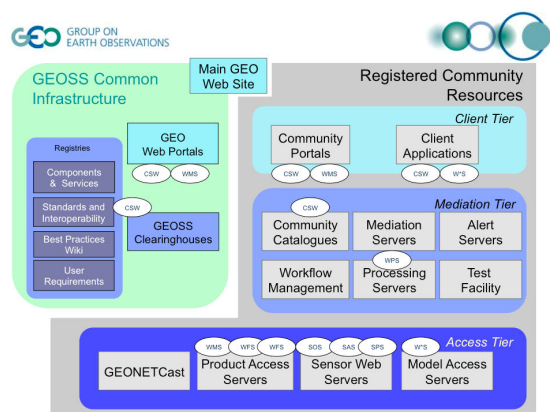 GEO
GROUP ON
EARTH OBSERVATIONS
GEOSS Common
Infrastructure
Main GEO
Web Site
Registered Community
Resources
Registries
Components
& Services
Standards and
Interoperability
Best Practices
Wiki
User
Requirements
GEO
Web Portals
CSW
WMS
CSW
GEOSS
Clearinghouses
Client Tier
Community
Portals
Client
Applications
CSW
WMS
CSW
W*S
Mediation Tier
CSW
Community
Catalogues
Mediation
Servers
Alert
Servers
WPS
Workflow
Management
Processing
Servers
Test
Facility
Access Tier
WMS
WFS
WFS
SOS
SAS
SPS
W*S
GEONETCast
Product Access
Servers
Sensor Web
Servers
Model Access
Servers